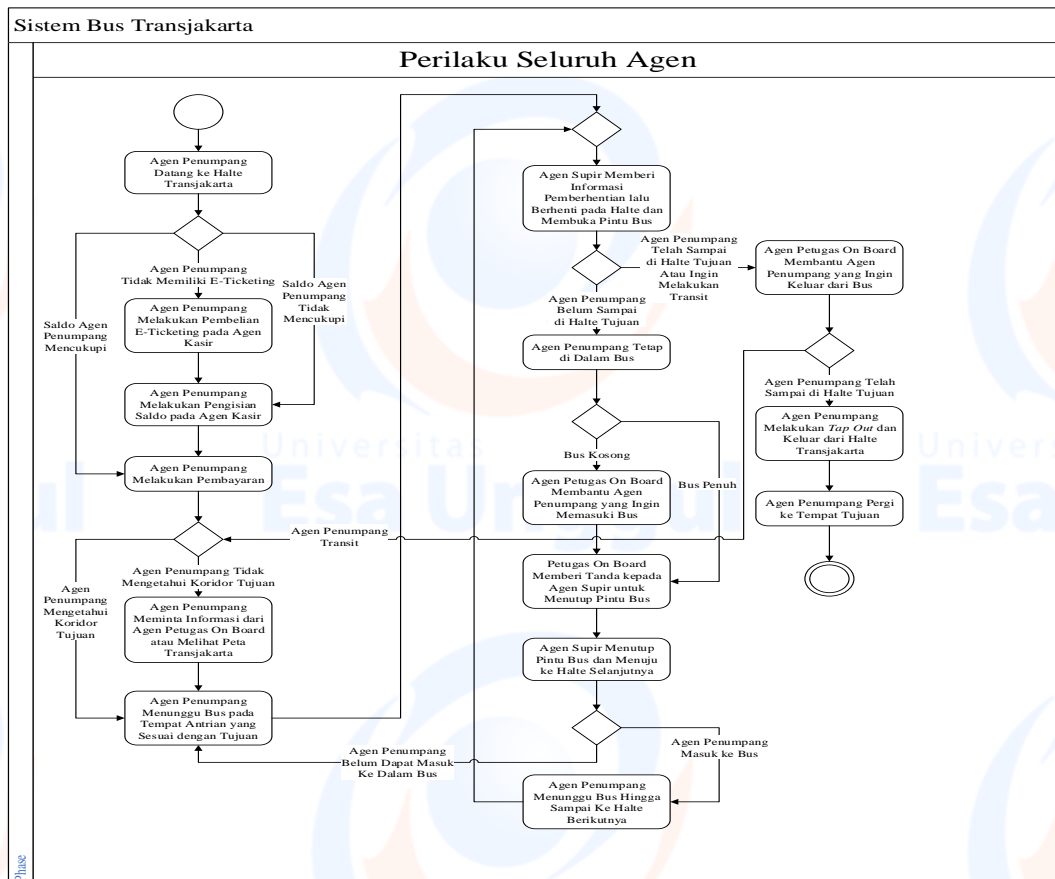 Sistem Bus Transjakarta
Perilaku Seluruh Agen
Phase
Agen Penumpang
Datang ke Halte
Transjakarta
Agen Penumpang
Tidak Memiliki E-Ticketing
Saldo Agen
Penumpang
Tidak
Mencukupi
Saldo Agen
Penumpang
Mencukupi
Agen Penumpang
Melakukan Pembelian
E-Ticketing pada Agen
Kasir
Agen Penumpang
Melakukan Pengisian
Saldo pada Agen Kasir
Agen Penumpang
Melakukan Pembayaran
Agen Penumpang
Transit
Agen Penumpang Tidak
Mengetahui Koridor Tujuan
Agen
Penumpang
Mengetahui
Koridor
Tujuan
Agen Penumpang
Meminta Informasi dari
Agen Petugas On Board
atau Melihat Peta
Transjakarta
Agen Penumpang
Menunggu Bus pada
Tempat Antrian yang
Sesuai dengan Tujuan
Agen Supir Memberi
Informasi
Pemberhentian lalu
Berhenti pada Halte dan
Membuka Pintu Bus
Agen Penumpang
Telah Sampai
di Halte Tujuan
Atau Ingin
Melakukan
Transit
Agen Penumpang
Belum Sampai
di Halte Tujuan
Agen Penumpang Tetap
di Dalam Bus
Bus Kosong
Bus Penuh
Agen Petugas On Board
Membantu Agen
Penumpang yang Ingin
Memasuki Bus
Petugas On Board
Memberi Tanda kepada
Agen Supir untuk
Menutup Pintu Bus
Agen Supir Menutup
Pintu Bus dan Menuju
ke Halte Selanjutnya
Agen Penumpang
Belum Dapat Masuk
Ke Dalam Bus
Agen Penumpang
Masuk ke Bus
Agen Penumpang
Menunggu Bus Hingga
Sampai Ke Halte
Berikutnya
Agen Petugas On Board
Membantu Agen
Penumpang yang Ingin
Keluar dari Bus
Agen Penumpang Telah
Sampai di Halte Tujuan
Agen Penumpang
Melakukan Tap Out dan
Keluar dari Halte
Transjakarta
Agen Penumpang Pergi
ke Tempat Tujuan
Universitas
Esa Unggul
ul
Univers
Esa